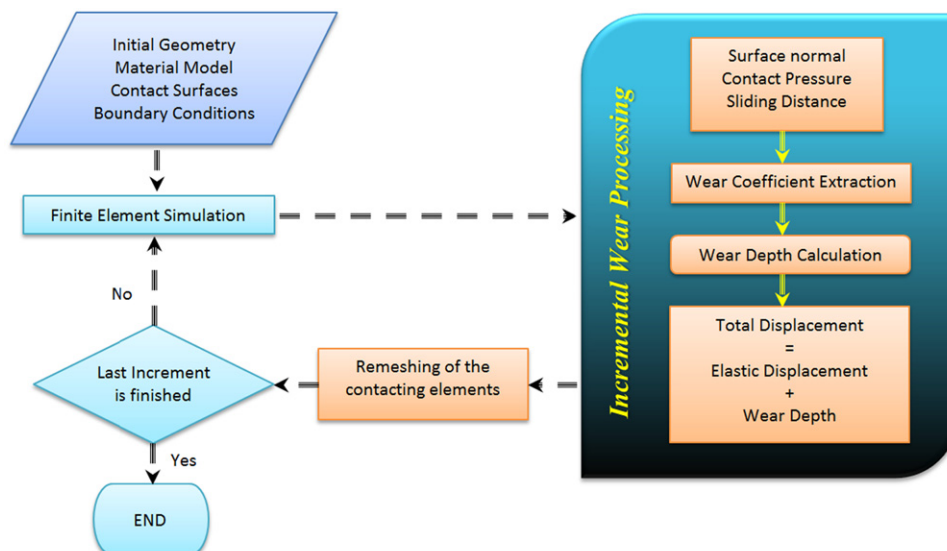 Initial Geometry
Material Model
Contact Surfaces
Boundary Conditions
Finite Element Simulation
No
Last Increment
is finished
Yes
END
Remeshing of the
contacting elements
Incremental Wear Processing
Surface normal
Contact Pressure
Sliding Distance
Wear Coefficient Extraction
Wear Depth Calculation
Total Displacement
=
Elastic Displacement
+
Wear Depth